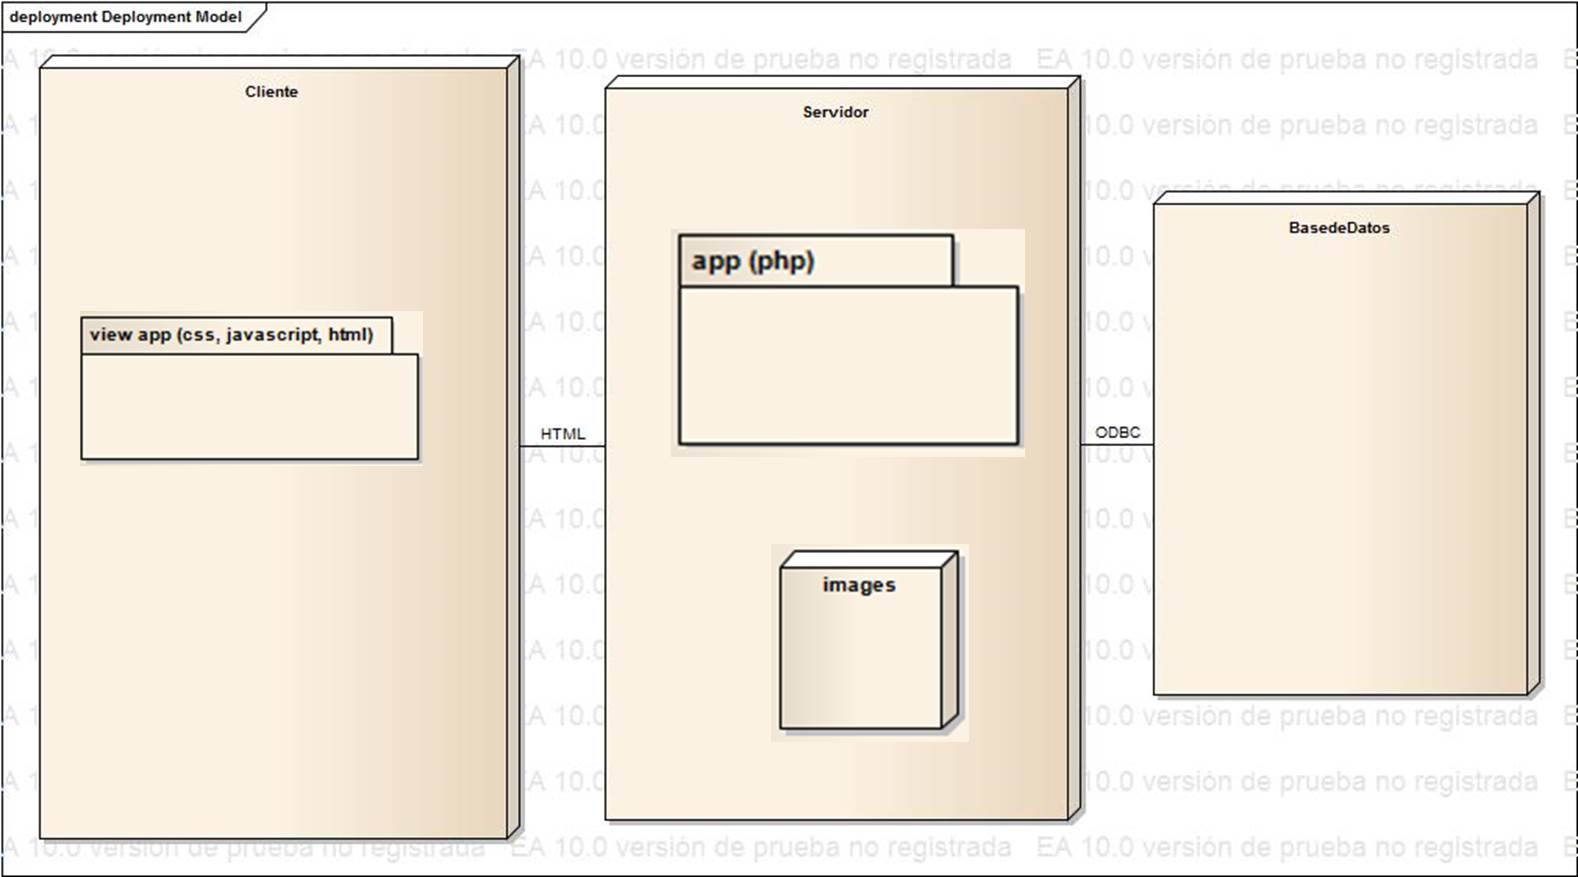 deployment Deployment Model
Cliente
view app (css, javascript, html)
HTML
Servidor
app (php)
images
ODBC
BasedeDatos
EA 10.0 versión de prueba no registrada